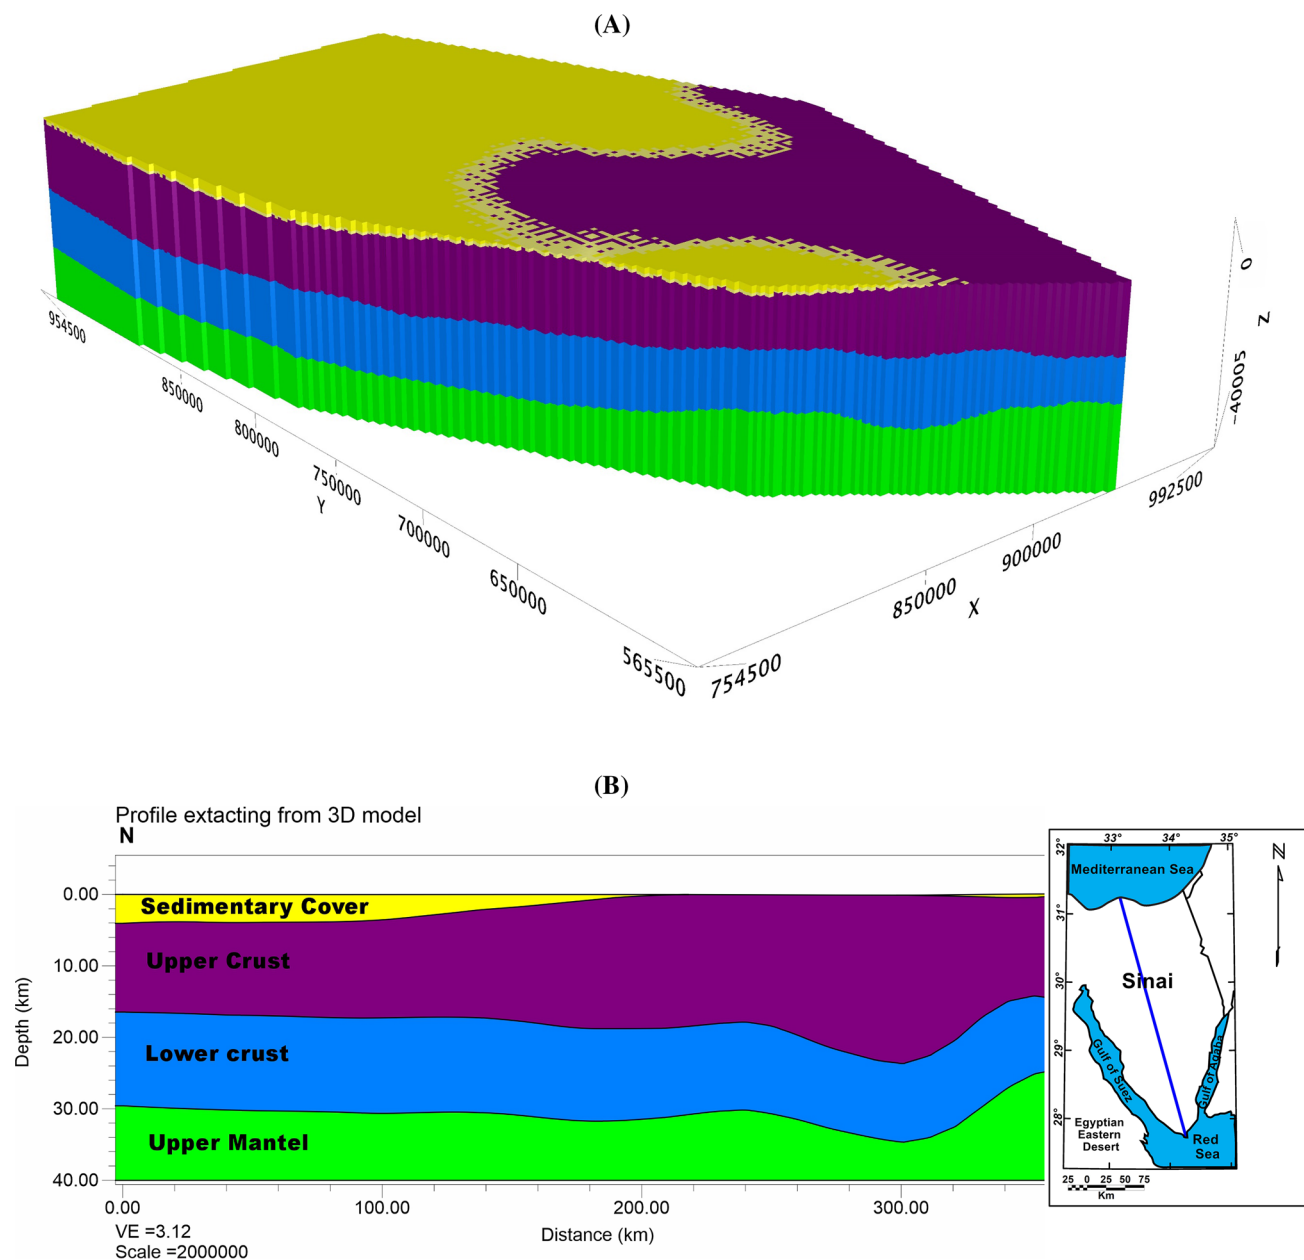 (A)
0
Z
-40005
954500
850000
800000
750000
Y
700000
650000
565500
992500
900000
850000
X
754500
(B)
Profile extacting from 3D model
N
0.00
10.00
20.00
30.00
40.00
Depth (km)
Sedimentary Cover
Upper Crust
Lower crust
Upper Mantel
0.00 100.00 200.00 300.00
Distance (km)
VE =3.12
Scale =2000000
33° 34° 35°
32°
31°
30°
29°
28°
N
Mediterranean Sea
Sinai
Gulf of Suez
Gulf of Aqaba
Egyptian
Eastern
Desert
Red
Sea
25 0 25 50 75
Km